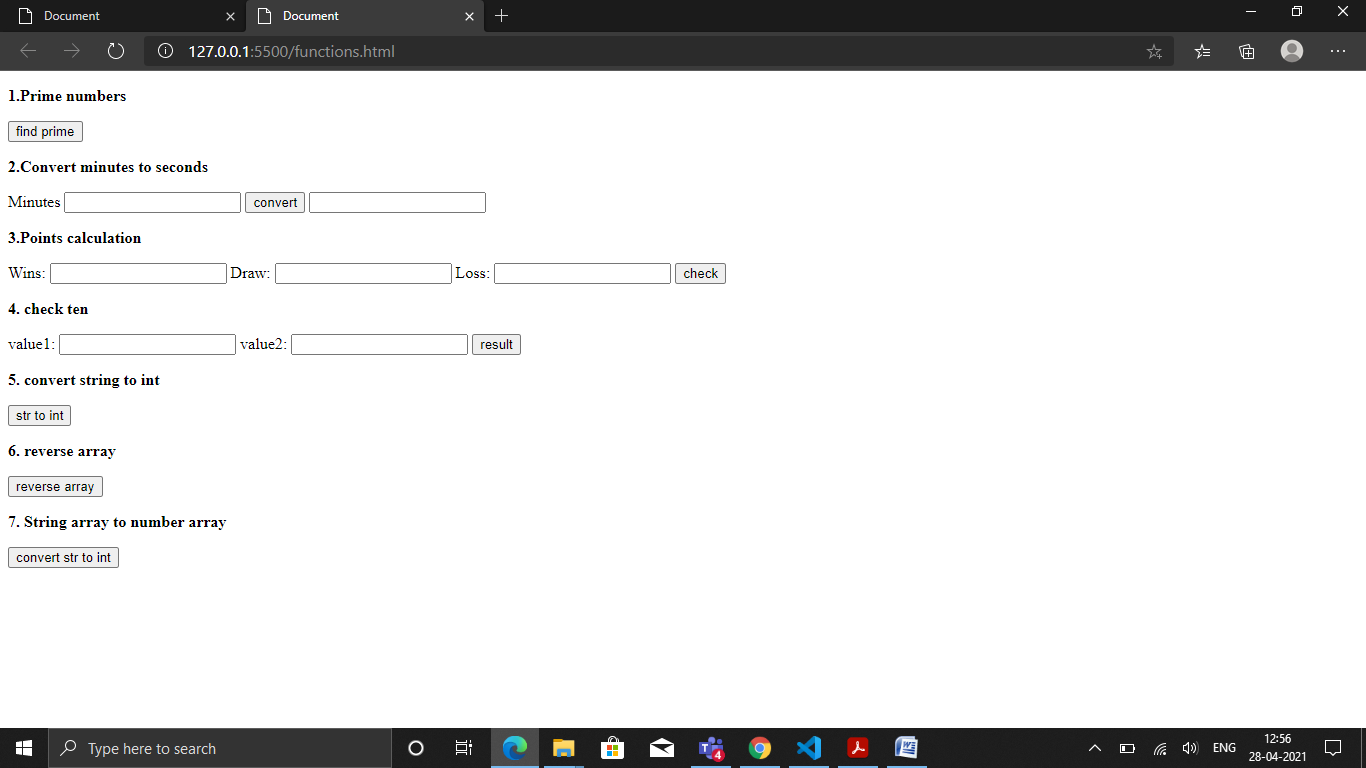 Document Document
127.0.0.1:5500/functions.html
1.Prime numbers
find prime
2.Convert minutes to seconds
Minutes convert
3.Points calculation
Wins: Draw: Loss: check
4. check ten
value1: value2: result
5. convert string to int
str to int
6. reverse array
reverse array
7. String array to number array
convert str to int
Type here to search 4 W ENG 12:56
28-04-2021